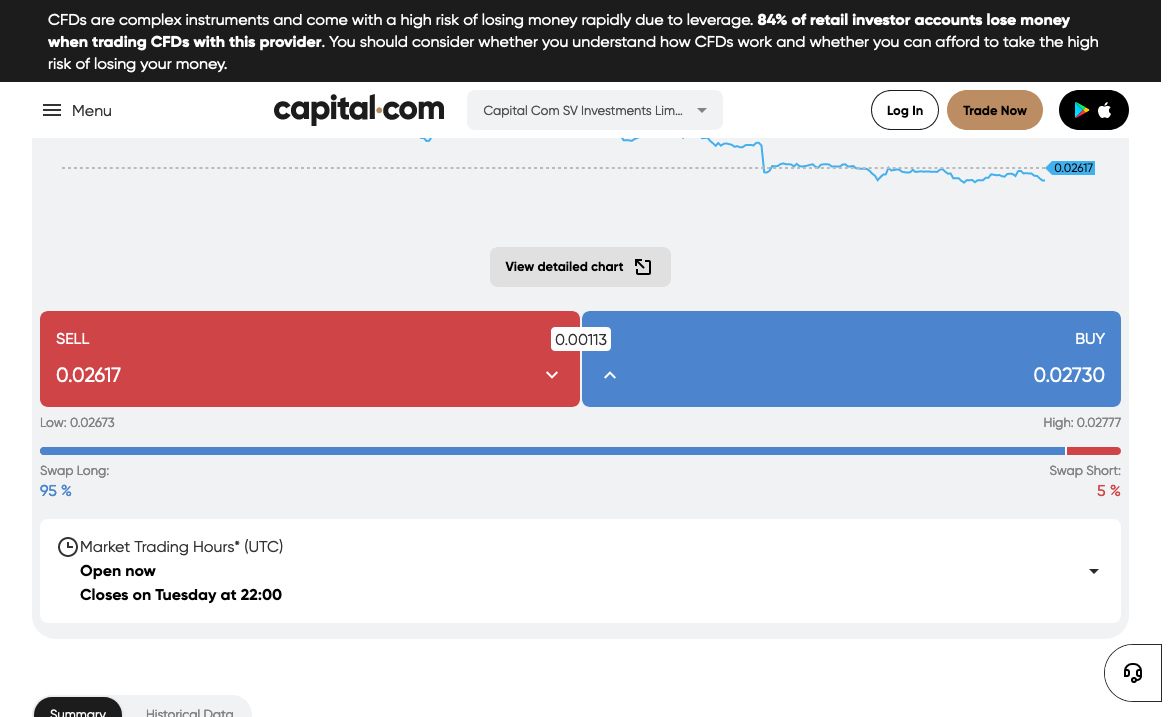 CFDs are complex instruments and come with a high risk of losing money rapidly due to leverage. 84% of retail investor accounts lose money
when trading CFDs with this provider. You should consider whether you understand how CFDs work and whether you can afford to take the high
risk of losing your money.
Menu
capital.com
Capital Com SV Investments Lim...
Log In
Trade Now
0.02617
View detailed chart
SELL
0.00113
BUY
0.02617
0.02730
Low: 0.02673
High: 0.02777
Swap Long:
Swap Short:
95 %
5 %
Market Trading Hours* (UTC)
Open now
Closes on Tuesday at 22:00
Summary
Historical Data